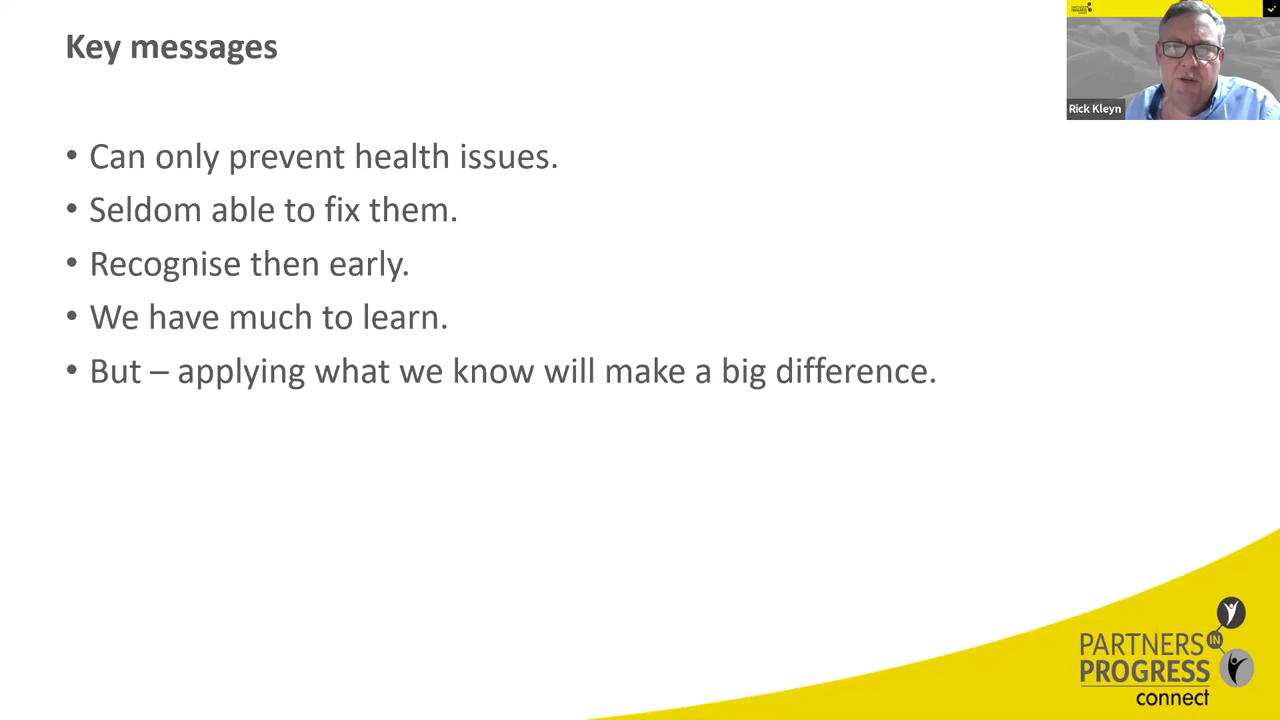 Key messages
• Can only prevent health issues.
• Seldom able to fix them.
• Recognise then early.
• We have much to learn.
• But – applying what we know will make a big difference.
Rick Kleyn
PARTNERS
IN
PROGRESS
connect